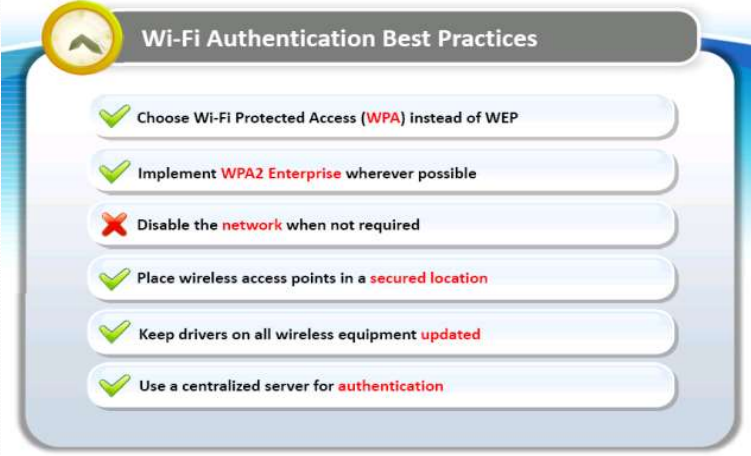 Wi-Fi Authentication Best Practices
Choose Wi-Fi Protected Access (WPA) instead of WEP
Implement WPA2 Enterprise wherever possible
Disable the network when not required
Place wireless access points in a secured location
Keep drivers on all wireless equipment updated
Use a centralized server for authentication